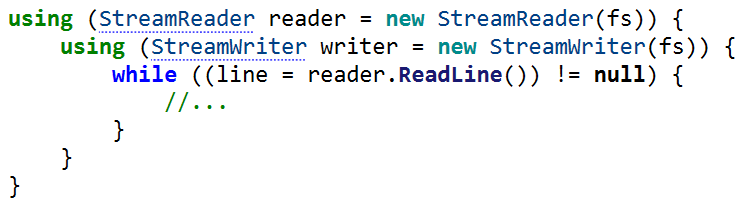 using (StreamReader reader = new StreamReader(fs)) {
    using (StreamWriter writer = new StreamWriter(fs)) {
        while ((line = reader.ReadLine()) != null) {
            //...
        }
    }
}